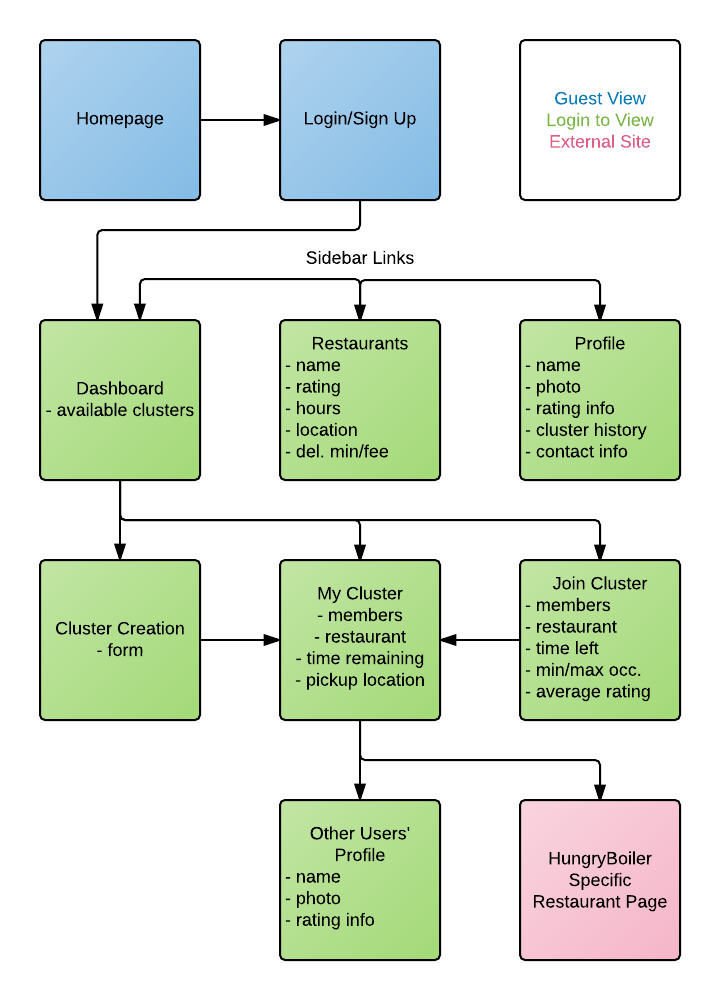 Homepage
Login/Sign Up
Guest View
Login to View
External Site
Sidebar Links
Dashboard
- available clusters
Restaurants
- name
- rating
- hours
- location
- del. min/fee
Profile
- name
- photo
- rating info
- cluster history
- contact info
Cluster Creation
- form
My Cluster
- members
- restaurant
- time remaining
- pickup location
Join Cluster
- members
- restaurant
- time left
- min/max occ.
- average rating
Other Users'
Profile
- name
- photo
- rating info
HungryBoiler
Specific
Restaurant Page